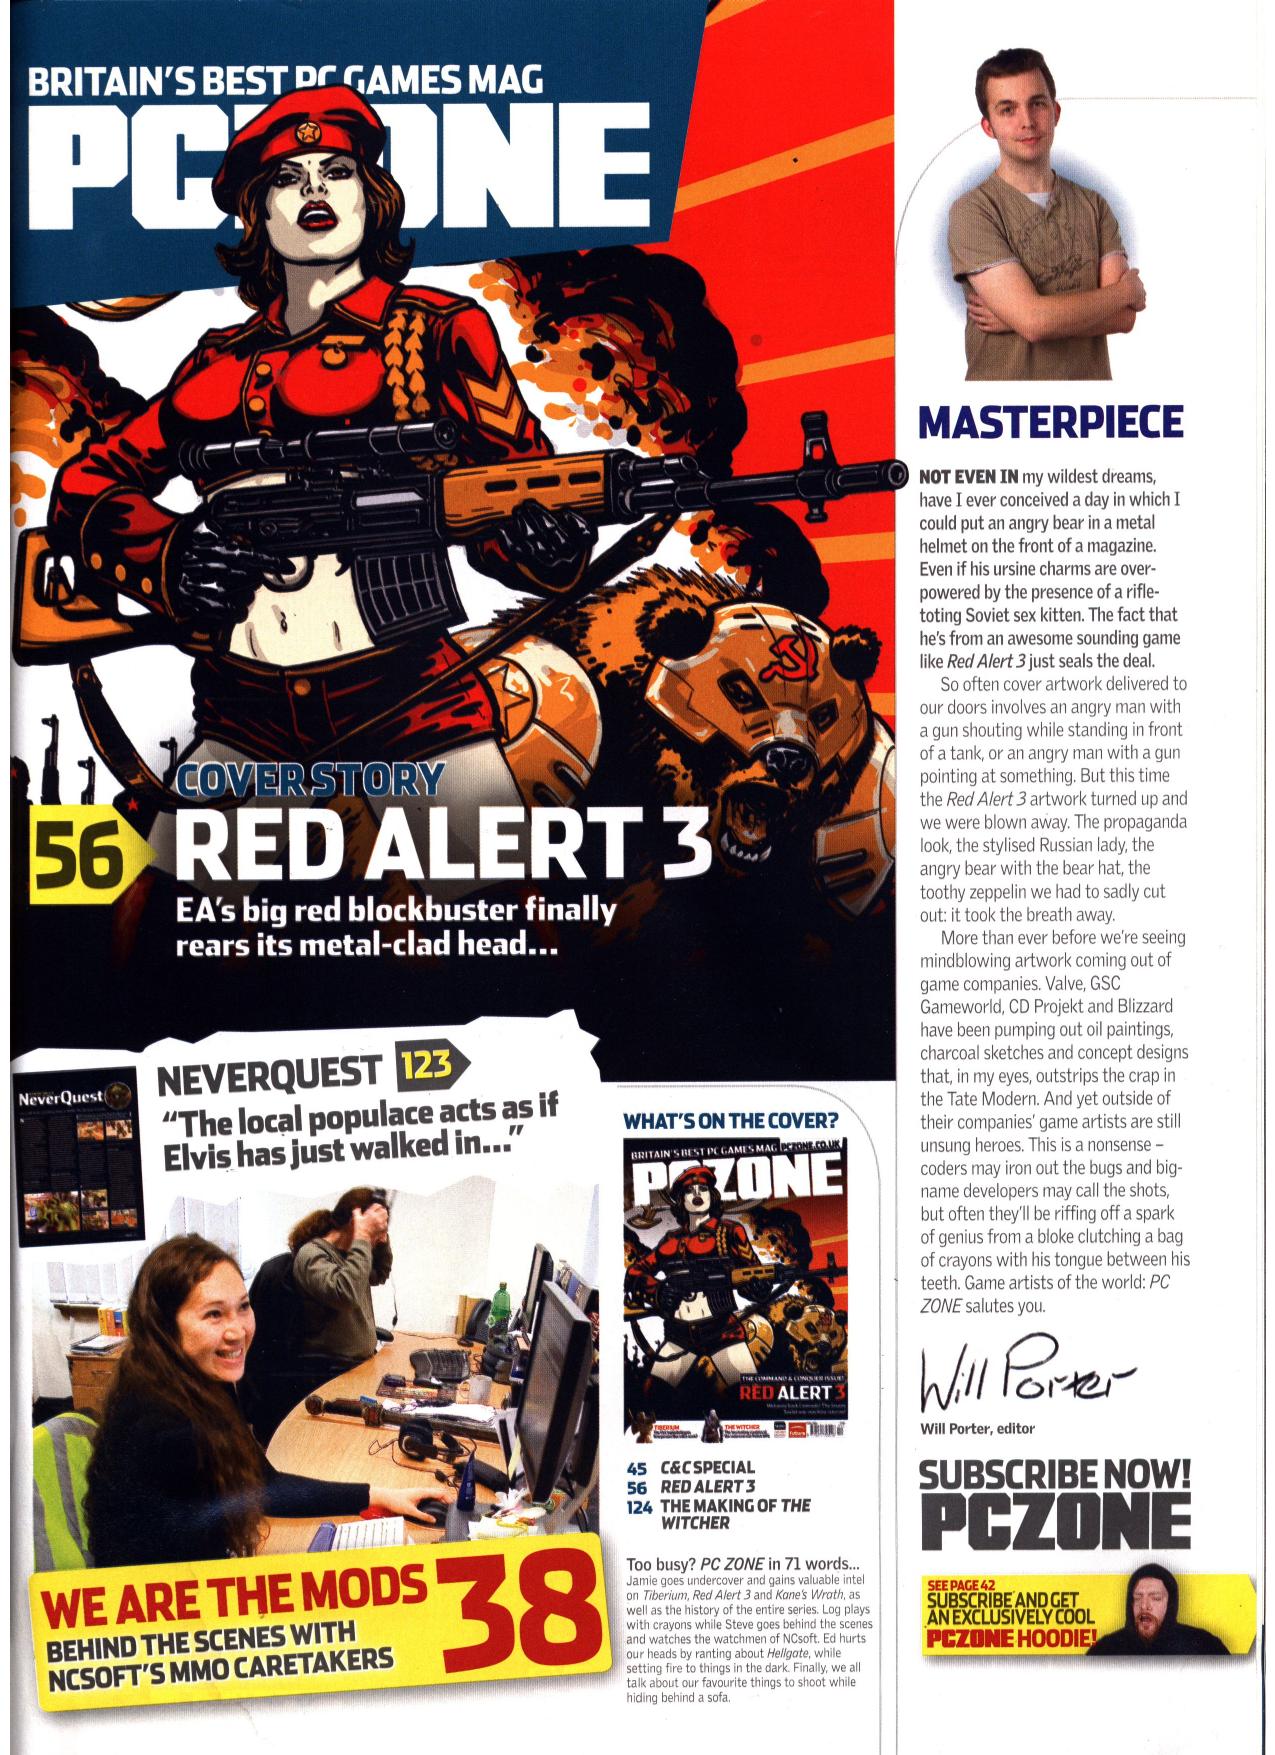 BRITAIN'S BEST PC GAMES MAG
PCZONE
COVER STORY
56
RED ALERT 3
EA's big red blockbuster finally
rears its metal-clad head...
NEVERQUEST 123
"The local populace acts as if
Elvis has just walked in..."
NeverQuest
WE ARE THE MODS 38
BEHIND THE SCENES WITH
NCSOFT'S MMO CARETAKERS
WHAT'S ON THE COVER?
BRITAIN'S BEST PC GAMES MAG PCZONE.CO.UK
PCZONE
THE COMMAND & CONQUER ISSUE!
RED ALERT 3
TIBERIUM
THE WITCHER
45 C&C SPECIAL
56 RED ALERT 3
124 THE MAKING OF THE
WITCHER
Too busy? PC ZONE in 71 words...
Jamie goes undercover and gains valuable intel
on Tiberium, Red Alert 3 and Kane's Wrath, as
well as the history of the entire series. Log plays
with crayons while Steve goes behind the scenes
and watches the watchmen of NCsoft. Ed hurts
our heads by ranting about Hellgate, while
setting fire to things in the dark. Finally, we all
talk about our favourite things to shoot while
hiding behind a sofa.
MASTERPIECE
NOT EVEN IN my wildest dreams,
have I ever conceived a day in which I
could put an angry bear in a metal
helmet on the front of a magazine.
Even if his ursine charms are over-
powered by the presence of a rifle-
toting Soviet sex kitten. The fact that
he's from an awesome sounding game
like Red Alert 3 just seals the deal.
So often cover artwork delivered to
our doors involves an angry man with
a gun shouting while standing in front
of a tank, or an angry man with a gun
pointing at something. But this time
the Red Alert 3 artwork turned up and
we were blown away. The propaganda
look, the stylised Russian lady, the
angry bear with the bear hat, the
toothy zeppelin we had to sadly cut
out: it took the breath away.
More than ever before we're seeing
mindblowing artwork coming out of
game companies. Valve, GSC
Gameworld, CD Projekt and Blizzard
have been pumping out oil paintings,
charcoal sketches and concept designs
that, in my eyes, outstrips the crap in
the Tate Modern. And yet outside of
their companies' game artists are still
unsung heroes. This is a nonsense –
coders may iron out the bugs and big-
name developers may call the shots,
but often they'll be riffing off a spark
of genius from a bloke clutching a bag
of crayons with his tongue between his
teeth. Game artists of the world: PC
ZONE salutes you.
Will Porter
Will Porter, editor
SUBSCRIBE NOW!
PCZONE
SEE PAGE 42
SUBSCRIBE AND GET
AN EXCLUSIVELY COOL
PCZONE HOODIE!